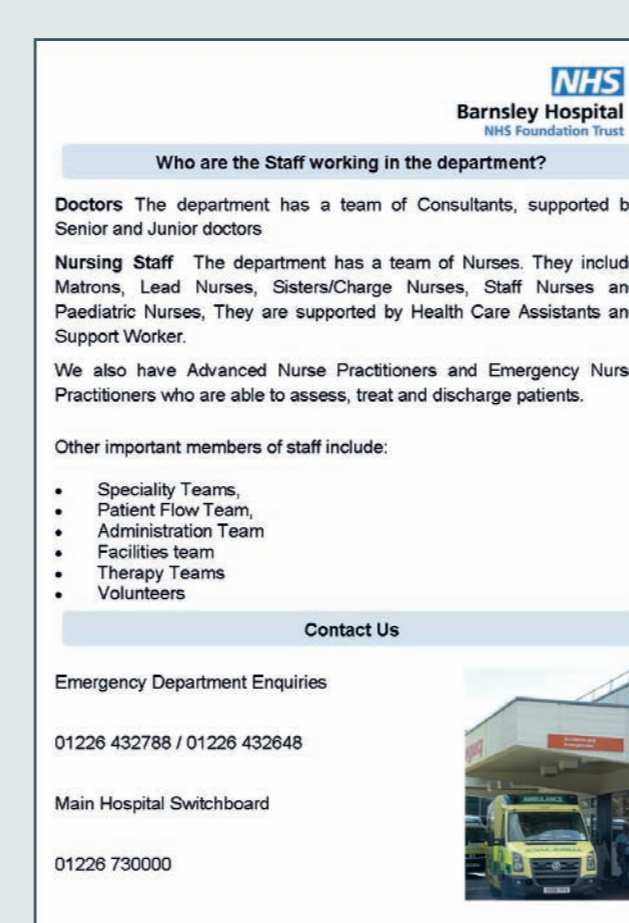 NHS
Barnsley Hospital
NHS Foundation Trust
Who are the Staff working in the department?
Doctors The department has a team of Consultants, supported b
Senior and Junior doctors
Nursing Staff The department has a team of Nurses. They includ
Matrons, Lead Nurses, Sisters/Charge Nurses, Staff Nurses an
Paediatric Nurses, They are supported by Health Care Assistants an
Support Worker.
We also have Advanced Nurse Practitioners and Emergency Nurs
Practitioners who are able to assess, treat and discharge patients.
Other important members of staff include:
• Speciality Teams,
• Patient Flow Team,
• Administration Team
• Facilities team
• Therapy Teams
• Volunteers
Contact Us
Emergency Department Enquiries
01226 432788 / 01226 432648
Main Hospital Switchboard
01226 730000
Accident and
Emergency
AMBULANCE